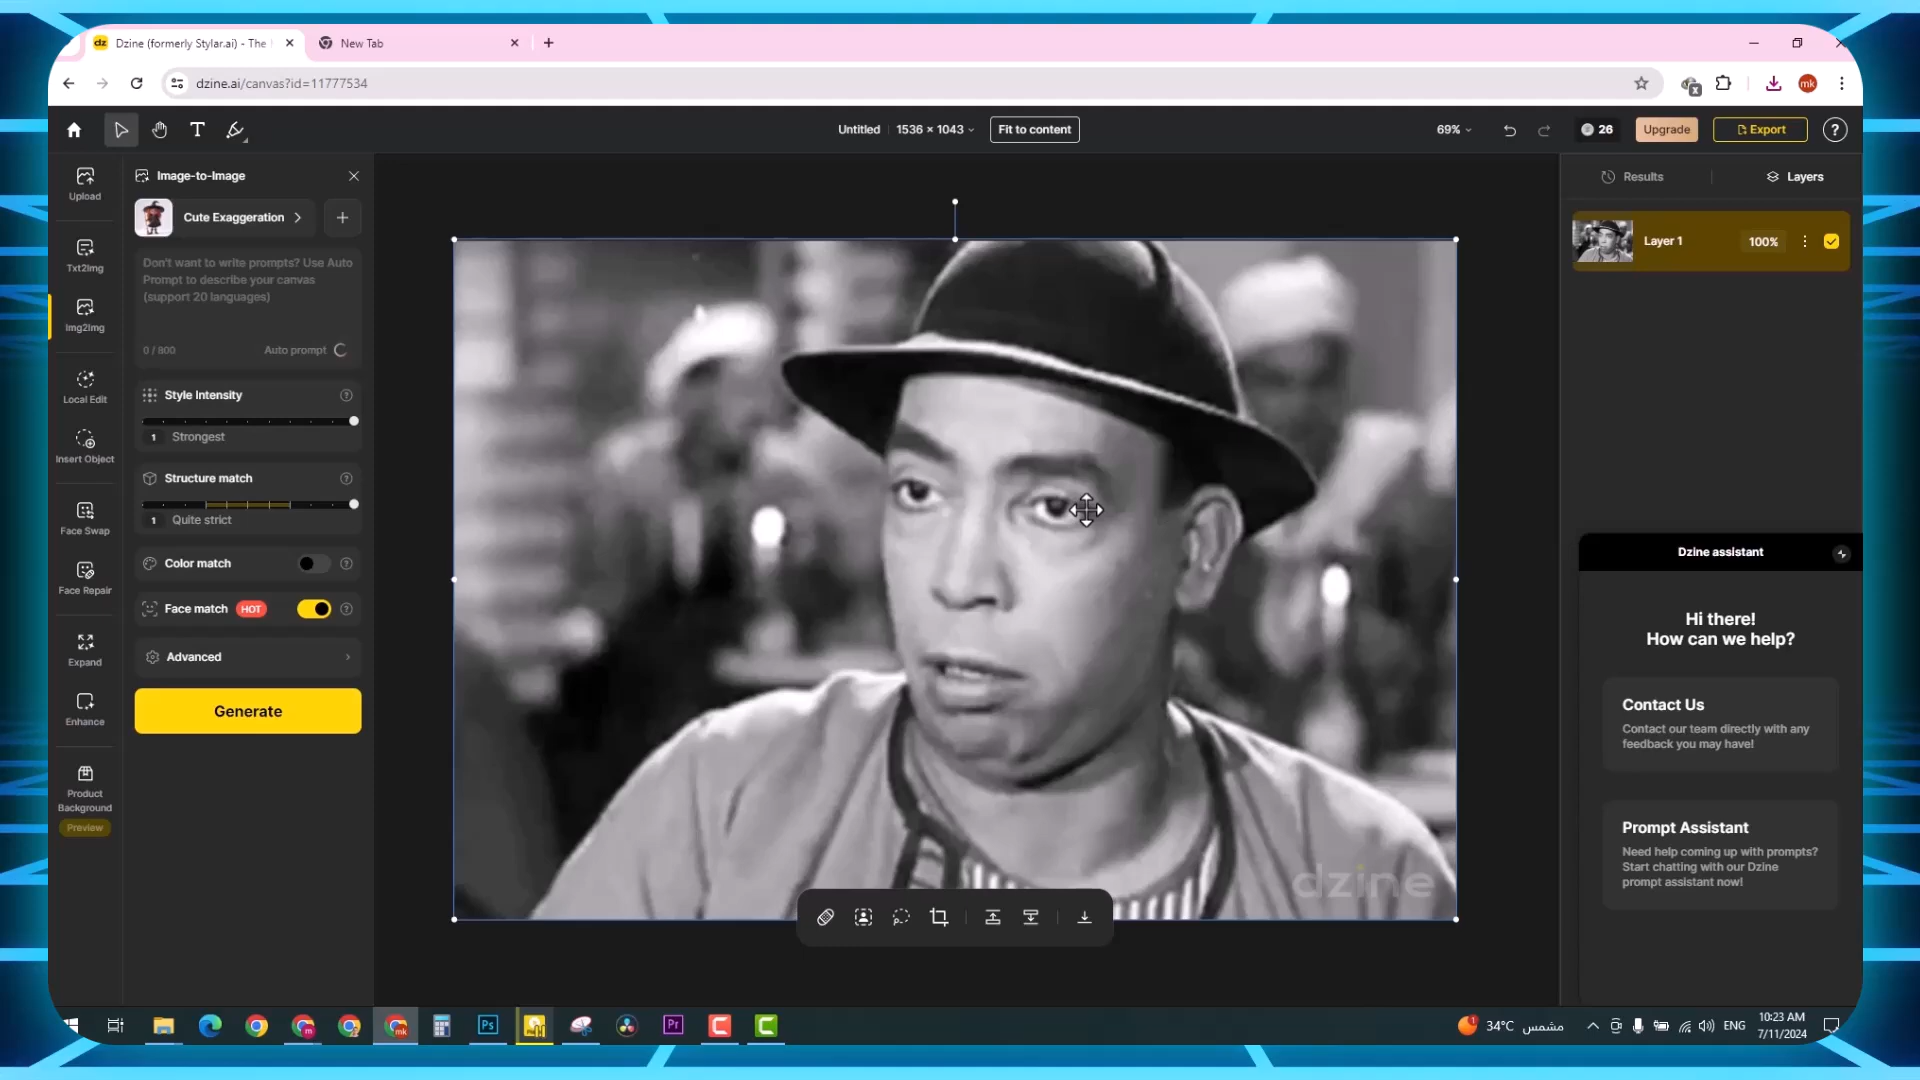 Dzine (formerly Stylar.ai) - The
New Tab
dzine.ai/canvas?id=11777534
mk
Untitled
1536 × 1043
Fit to content
69%
26
Upgrade
Export
Upload
Txt2Img
Img2Img
Local Edit
Insert Object
Face Swap
Face Repair
Expand
Enhance
Product
Background
Preview
Image-to-Image
Cute Exaggeration
Don't want to write prompts? Use Auto
Prompt to describe your canvas
(support 20 languages)
0 / 800
Auto prompt
Style Intensity
1 Strongest
Structure match
1 Quite strict
Color match
Face match HOT
Advanced
Generate
dzine
Results
Layers
Layer 1
100%
Dzine assistant
Hi there!
How can we help?
Contact Us
Contact our team directly with any
feedback you may have!
Prompt Assistant
Need help coming up with prompts?
Start chatting with our Dzine
prompt assistant now!
34°C مشمس
ENG
10:23 AM
7/11/2024